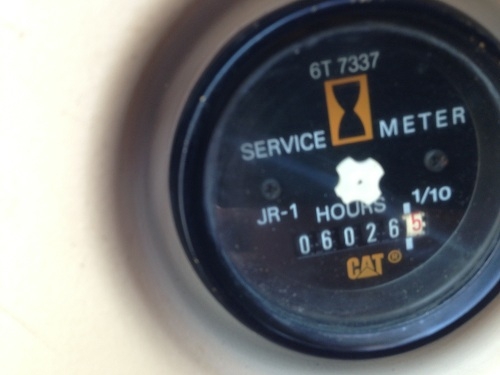 6T 7337
SERVICE METER
JR-1 HOURS 1/10
060265
CAT ®